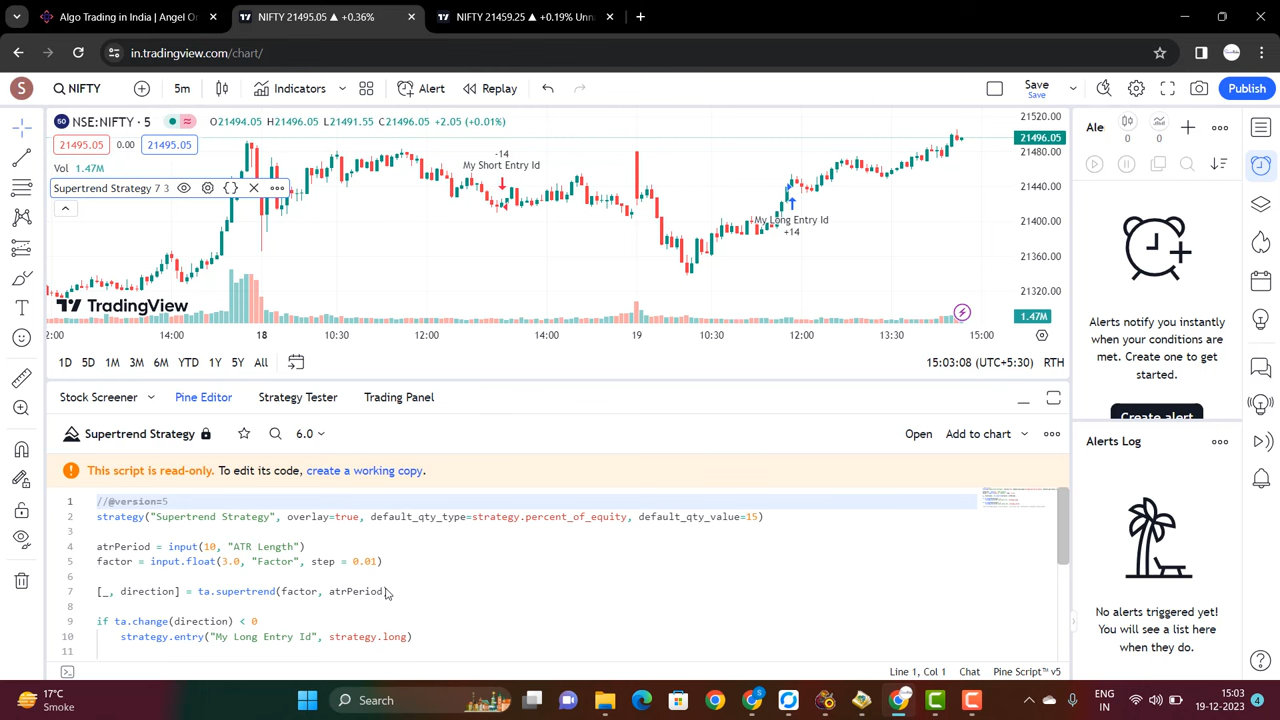 Algo Trading in India | Angel On
NIFTY 21495.05 ▲ +0.36%
NIFTY 21459.25 ▲ +0.19% Unna
in.tradingview.com/chart/
S
NIFTY
5m
Indicators
Alert
Replay
Save
Save
Publish
50 NSE:NIFTY · 5
O21494.05 H21496.05 L21491.55 C21496.05 +2.05 (+0.01%)
21495.05 0.00 21495.05
Vol 1.47M
Supertrend Strategy 7 3
-14
My Short Entry Id
My Long Entry Id
+14
TradingView
21520.00
21496.05
21480.00
21440.00
21400.00
21360.00
21320.00
1.47M
2:00 14:00 18 10:30 12:00 14:00 19 10:30 12:00 13:30 15:00
1D 5D 1M 3M 6M YTD 1Y 5Y All
15:03:08 (UTC+5:30) RTH
Ale
0 0
Alerts notify you instantly
when your conditions are
met. Create one to get
started.
Create alert
Alerts Log
No alerts triggered yet!
You will see a list here
when they do.
Stock Screener Pine Editor Strategy Tester Trading Panel
Supertrend Strategy 6.0 Open Add to chart
This script is read-only. To edit its code, create a working copy.
1 //@version=5
2 strategy("Supertrend Strategy", overlay=true, default_qty_type=strategy.percent_of_equity, default_qty_value=15)
3
4 atrPeriod = input(10, "ATR Length")
5 factor = input.float(3.0, "Factor", step = 0.01)
6
7 [_, direction] = ta.supertrend(factor, atrPeriod)
8
9 if ta.change(direction) < 0
10 strategy.entry("My Long Entry Id", strategy.long)
11
Line 1, Col 1 Chat Pine Script™ v5
17°C
Smoke
Search
ENG
IN
15:03
19-12-2023